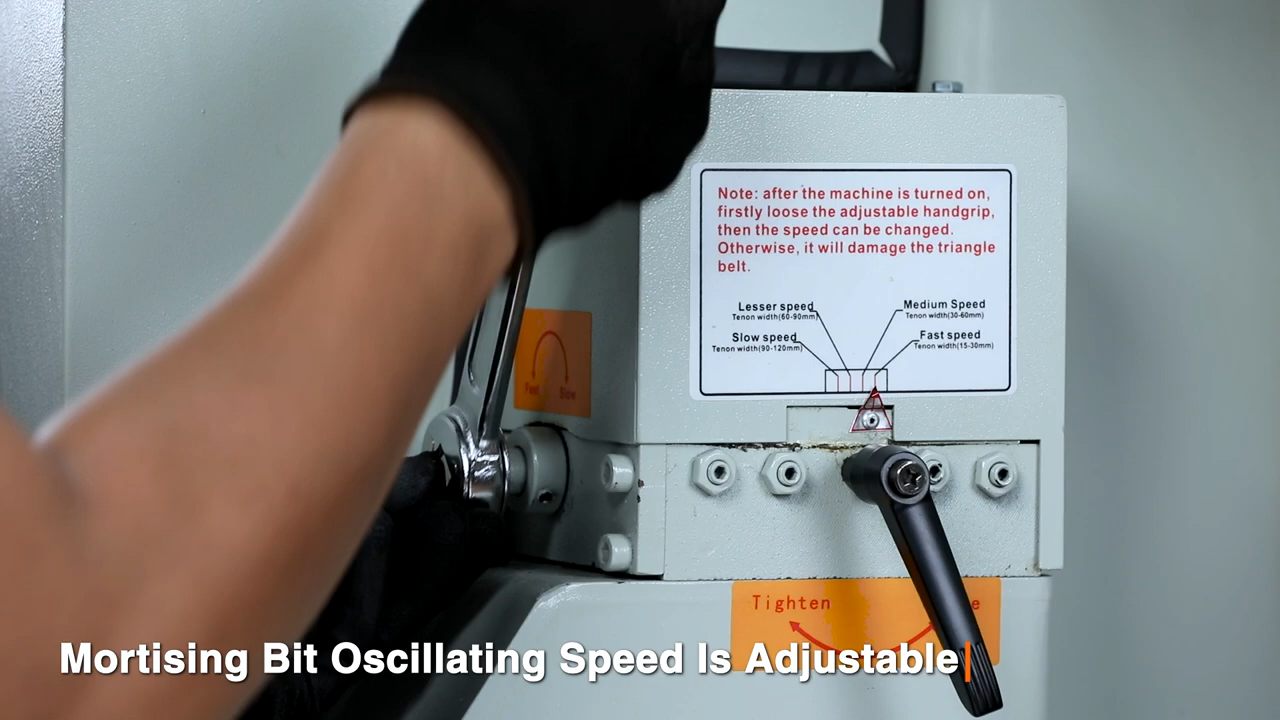 Note: after the machine is turned on,
firstly loose the adjustable handgrip,
then the speed can be changed.
Otherwise, it will damage the triangle
belt.
Lesser speed
Tenon width(60-90mm)
Medium Speed
Tenon width(30-60mm)
Slow speed
Tenon width(90-120mm)
Fast speed
Tenon width(15-30mm)
Fast Slow
Tighten
Mortising Bit Oscillating Speed Is Adjustable